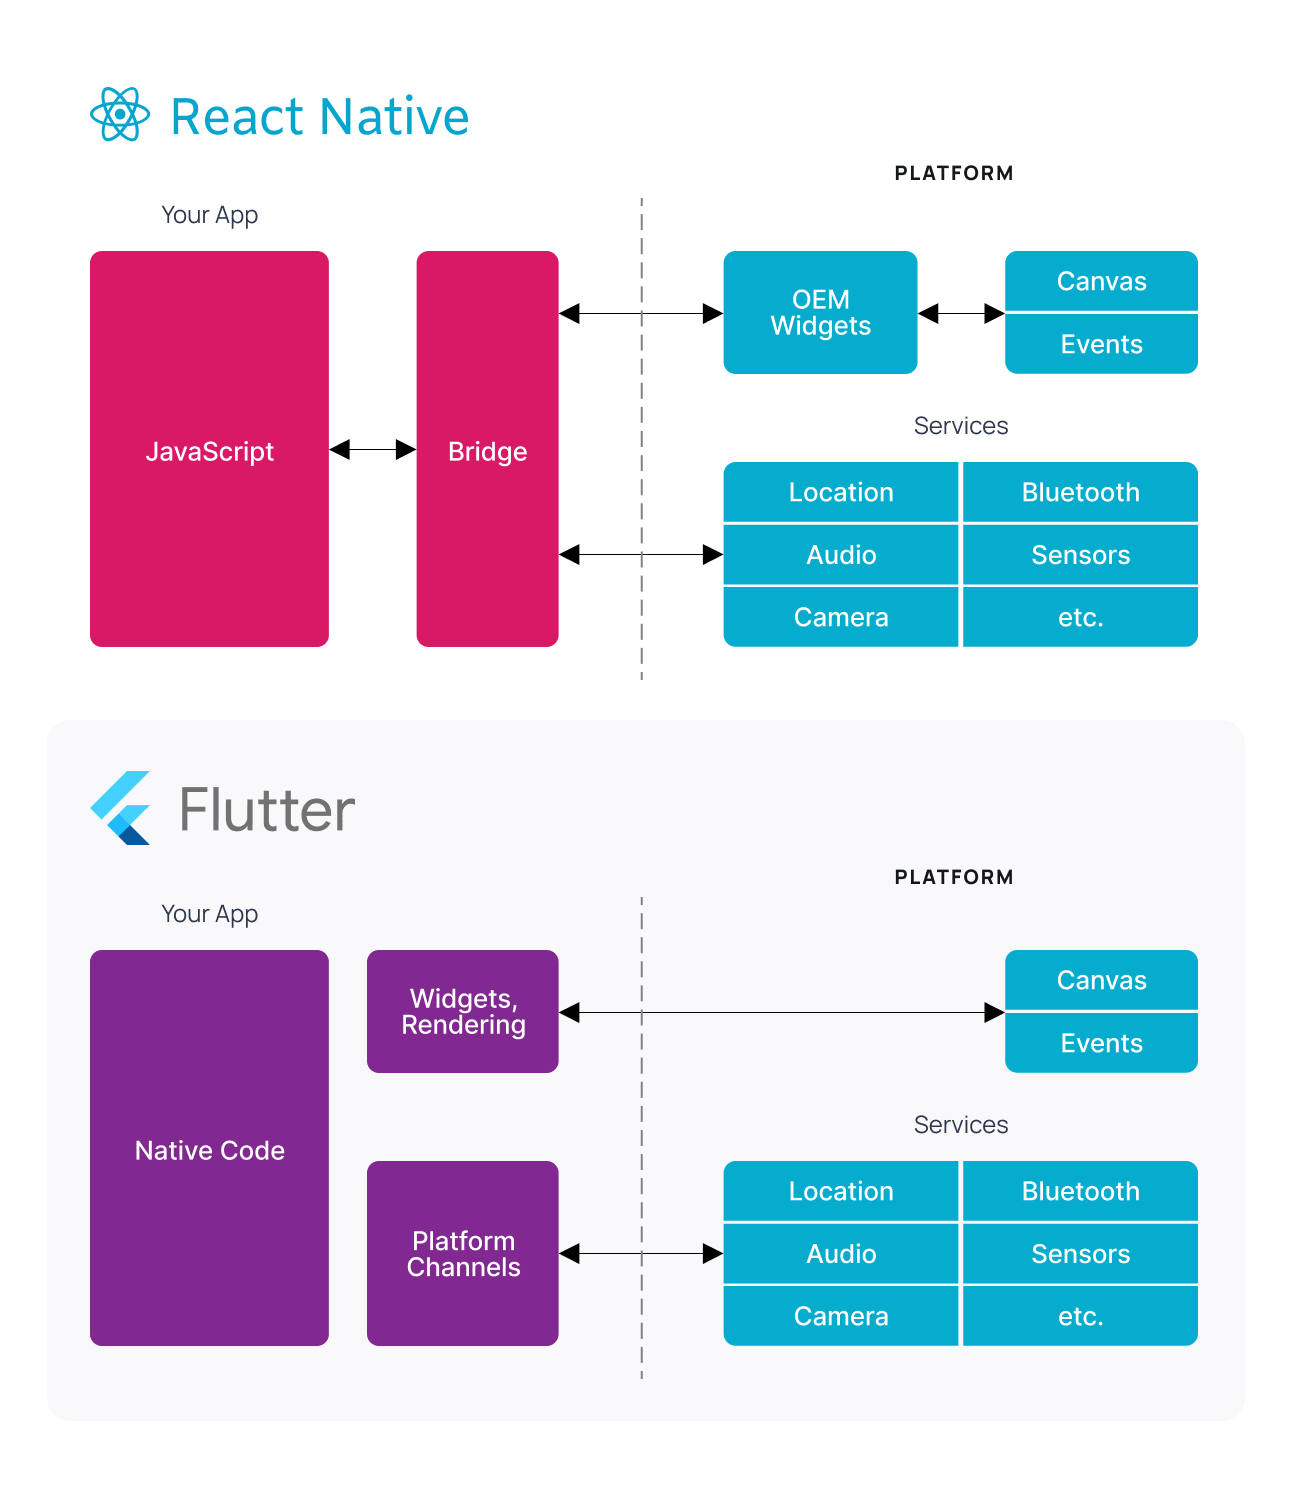 React Native
PLATFORM
Your App
JavaScript
Bridge
OEM
Widgets
Canvas
Events
Services
Location
Bluetooth
Audio
Sensors
Camera
etc.
Flutter
PLATFORM
Your App
Native Code
Widgets,
Rendering
Platform
Channels
Canvas
Events
Services
Location
Bluetooth
Audio
Sensors
Camera
etc.